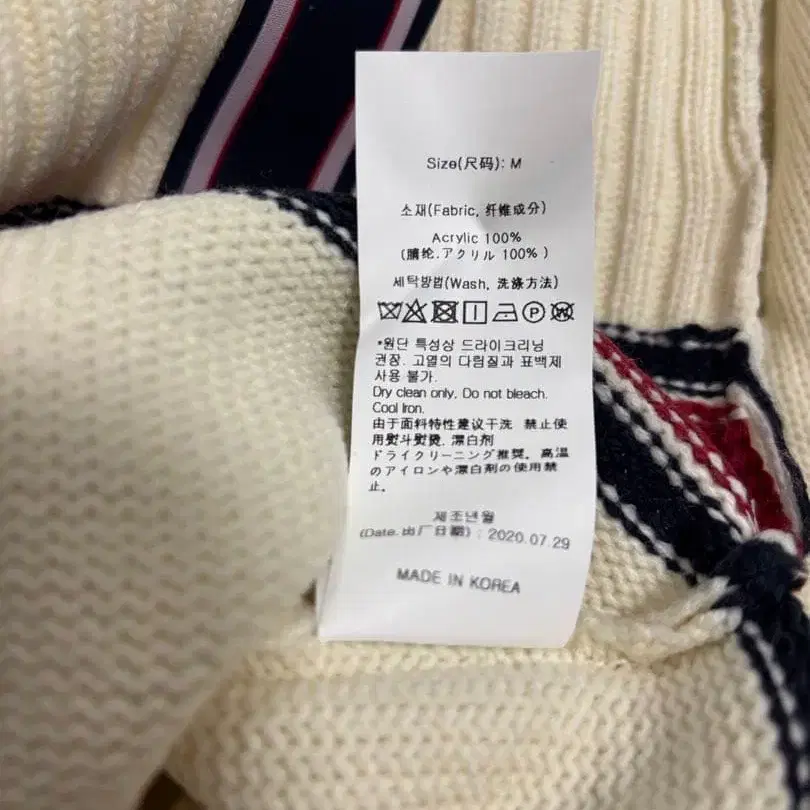 Size(尺码): M
소재(Fabric, 纤维成分)
Acrylic 100%
(腈纶.アクリル 100% )
세탁방법(Wash, 洗涤方法)
P W
*원단 특성상 드라이크리닝
권장. 고열의 다림질과 표백제
사용 불가.
Dry clean only, Do not bleach.
Cool Iron.
由于面料特性建议干洗 禁止使
用熨斗熨烫. 漂白剂
ドライクリーニング推奨。高温
のアイロンや漂白剤の使用禁
止。
제조년월
(Date. 出厂日期) : 2020.07.29
MADE IN KOREA